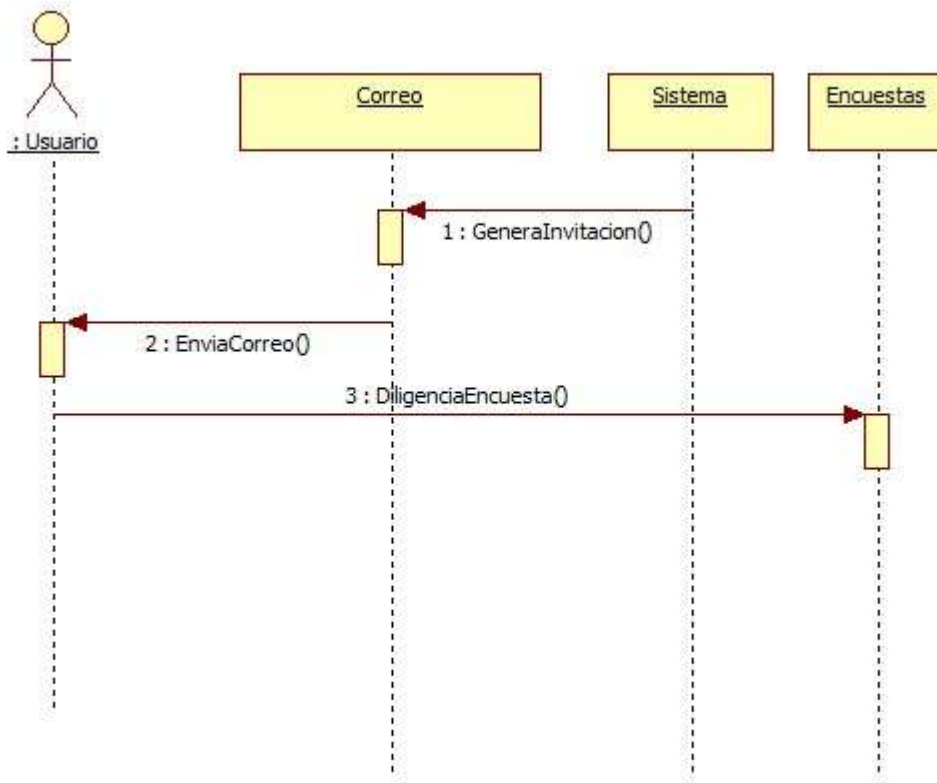 : Usuario
Correo
Sistema
Encuestas
1 : GeneraInvitacion()
2 : EnviaCorreo()
3 : DiligenciaEncuesta()